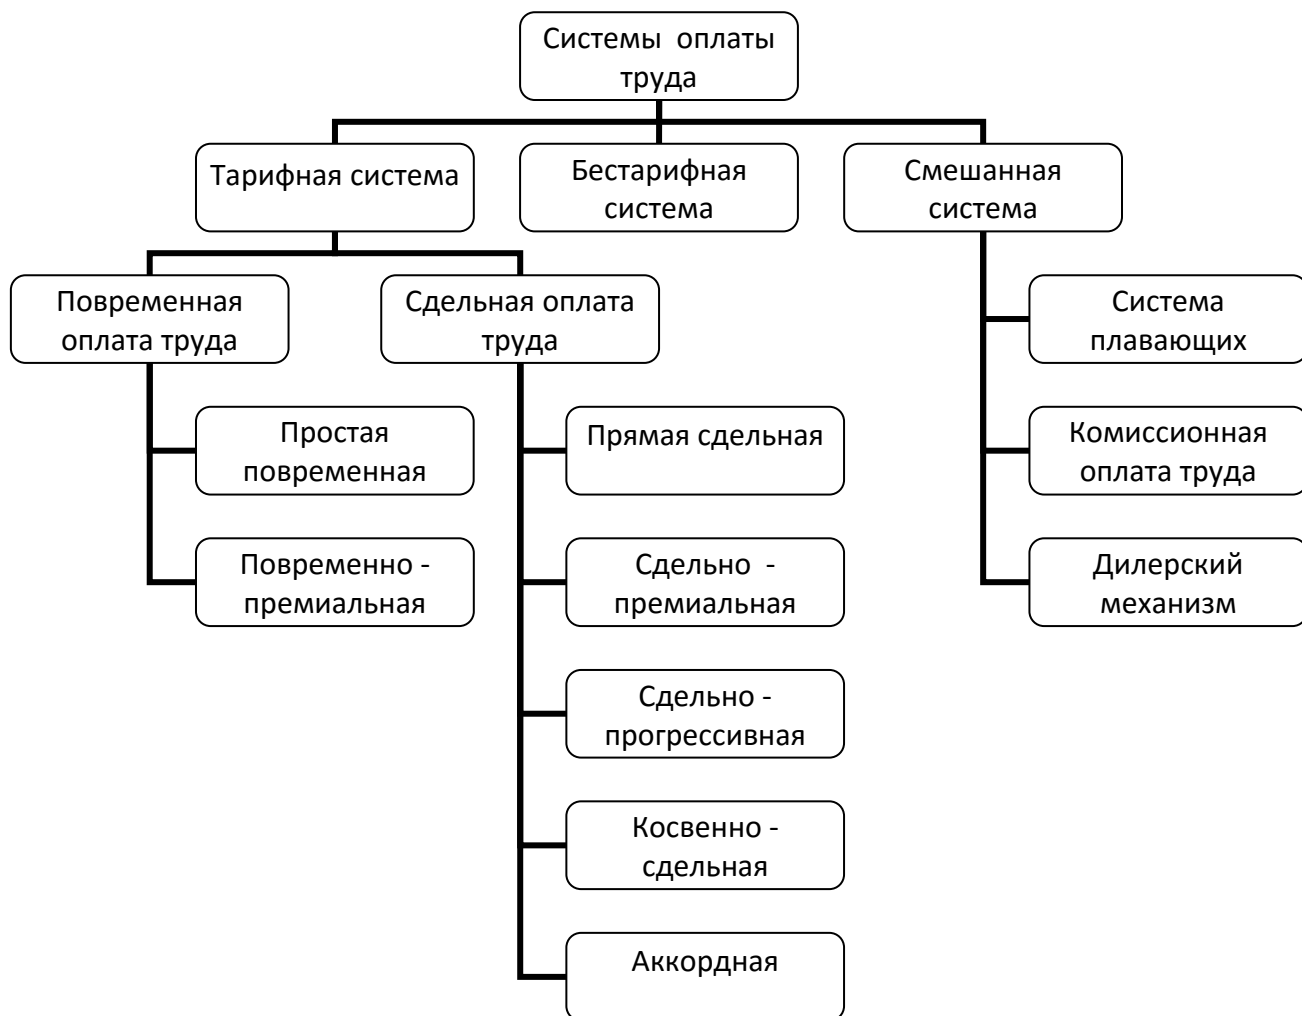 Системы оплаты
труда
Тарифная система
Бестарифная
система
Смешанная
система
Повременная
оплата труда
Сдельная оплата
труда
Система
плавающих
Простая
повременная
Прямая сдельная
Комиссионная
оплата труда
Повременно -
премиальная
Сдельно -
премиальная
Дилерский
механизм
Сдельно -
прогрессивная
Косвенно -
сдельная
Аккордная